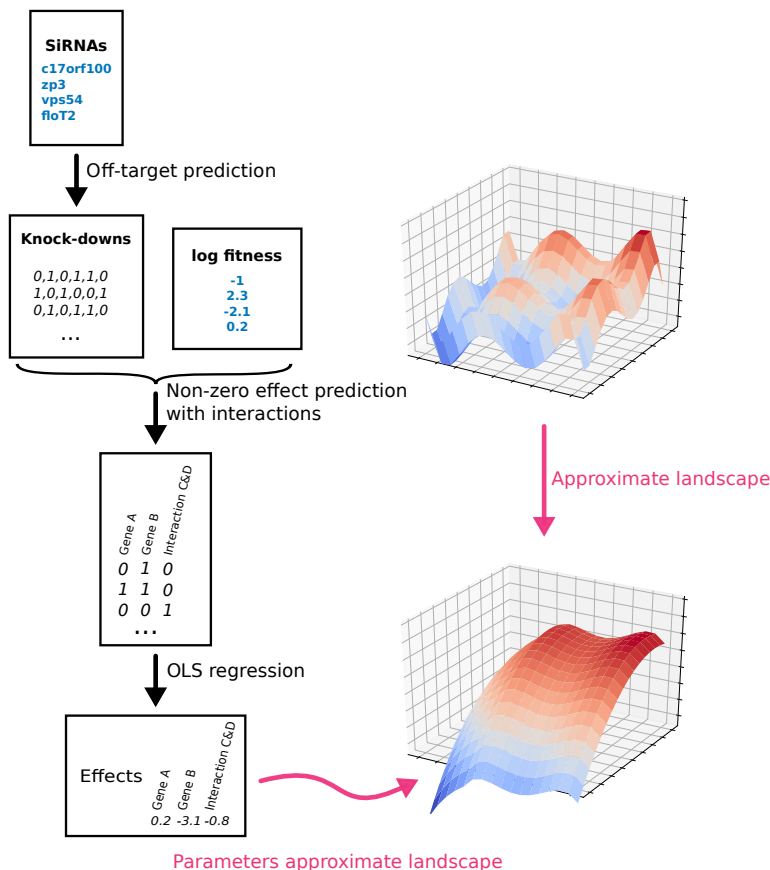 SiRNAs
c17orf100
zp3
vps54
floT2
Off-target prediction
Knock-downs
0,1,0,1,1,0
1,0,1,0,0,1
0,1,0,1,1,0
...
log fitness
-1
2.3
-2.1
0.2
Non-zero effect prediction
with interactions
Gene A
Gene B
Interaction C&D
0 1 0
1 1 0
0 0 1
...
OLS regression
Effects
Gene A
Gene B
Interaction C&D
0.2 -3.1 -0.8
Approximate landscape
Parameters approximate landscape